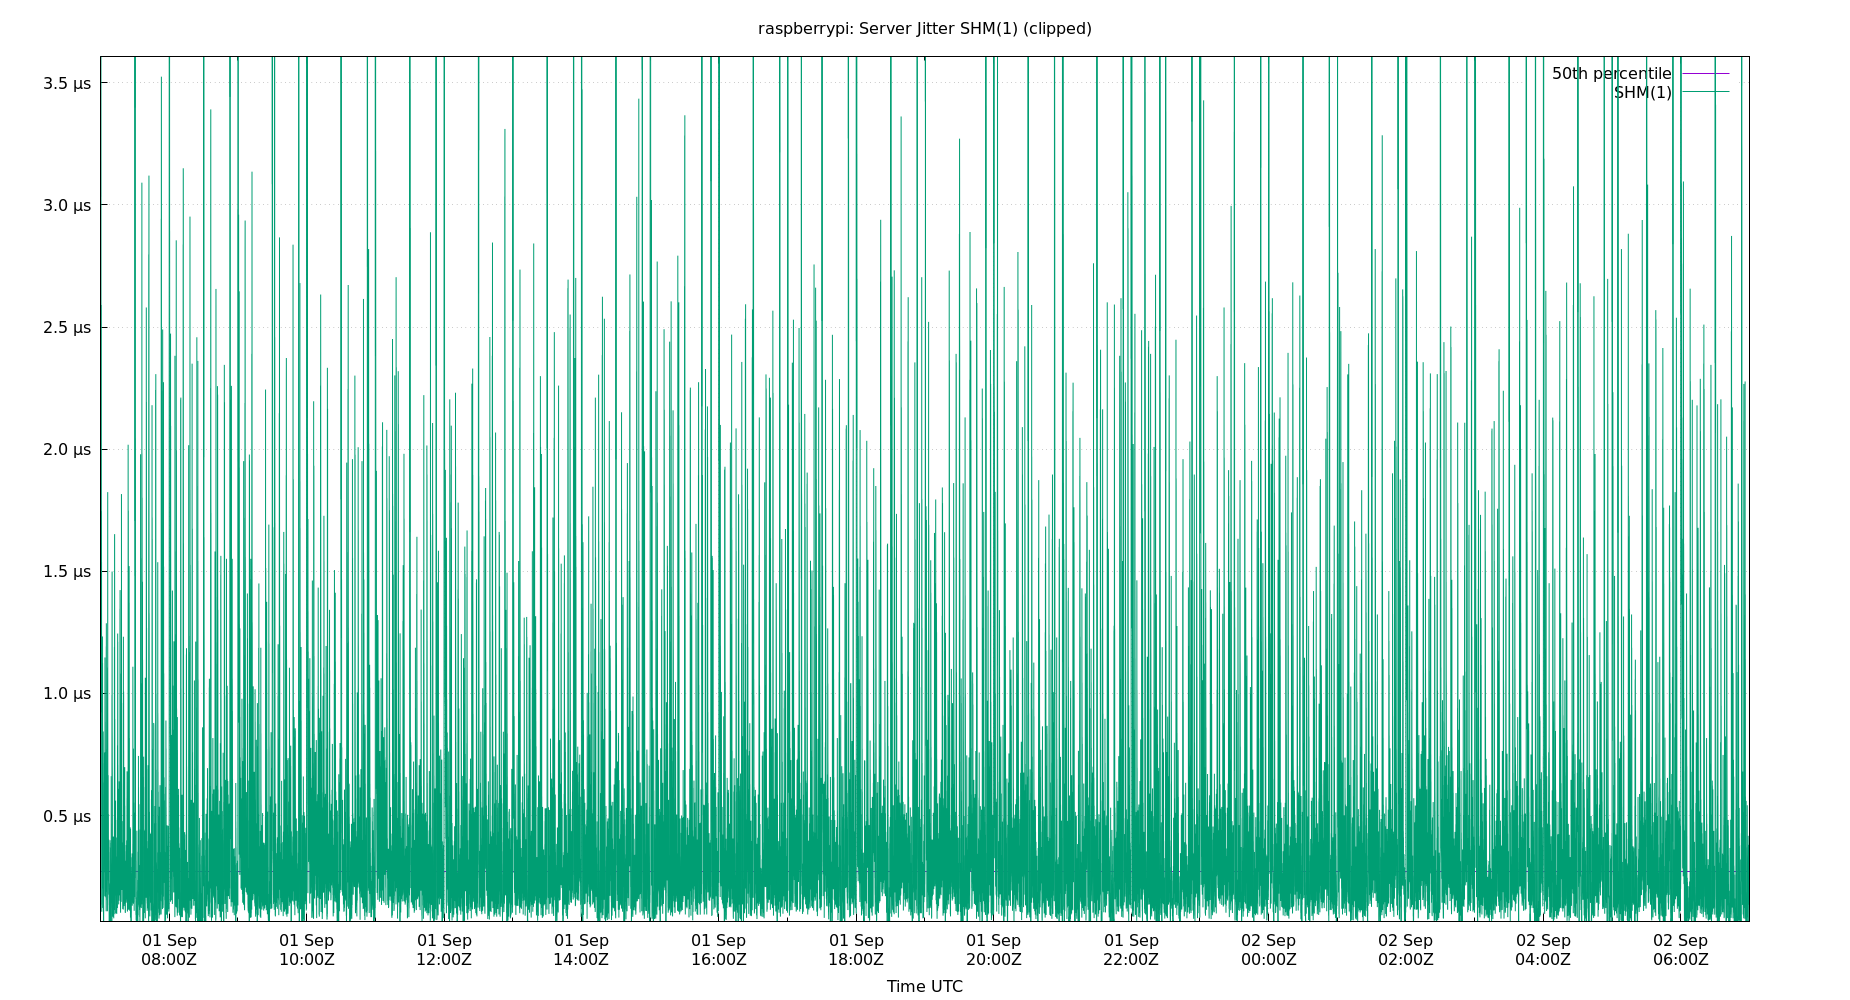 raspberrypi: Server Jitter SHM(1) (clipped)
50th percentile
SHM(1)
3.5 µs
3.0 µs
2.5 µs
2.0 µs
1.5 µs
1.0 µs
0.5 µs
01 Sep 01 Sep 01 Sep 01 Sep 01 Sep 01 Sep 01 Sep 01 Sep 02 Sep 02 Sep 02 Sep 02 Sep
08:00Z 10:00Z 12:00Z 14:00Z 16:00Z 18:00Z 20:00Z 22:00Z 00:00Z 02:00Z 04:00Z 06:00Z
Time UTC